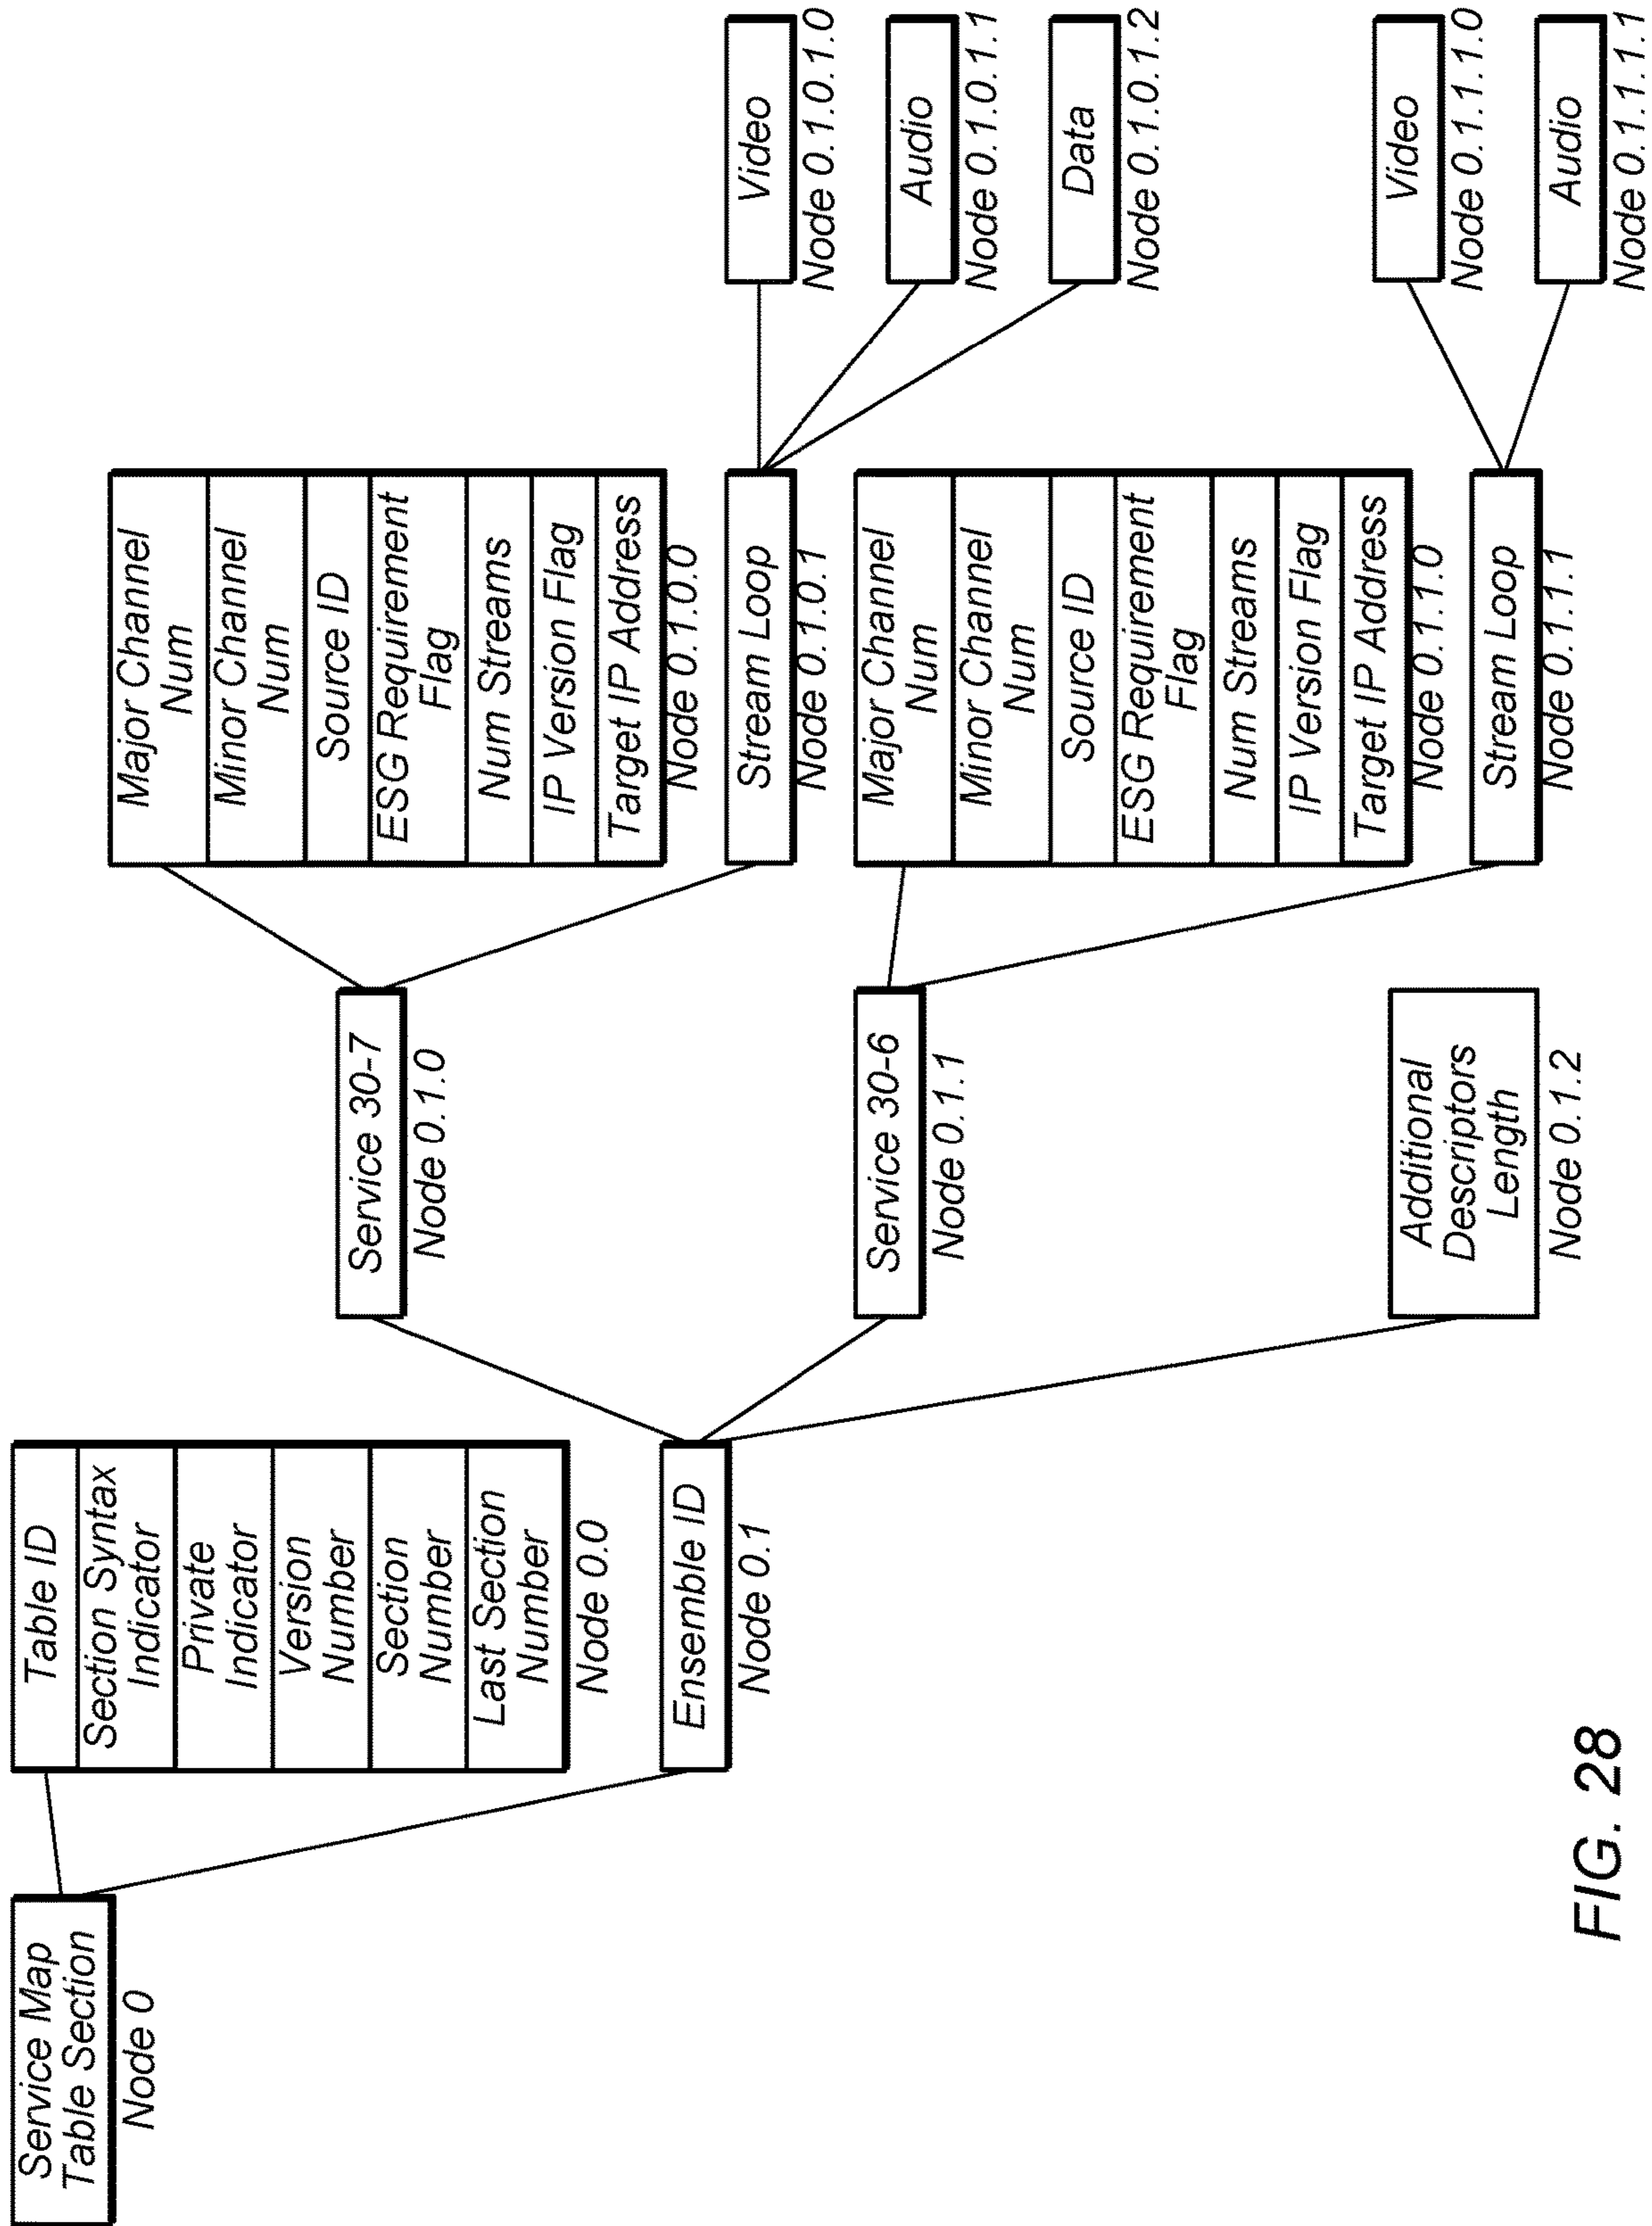 Service Map
Table Section
Node 0
Table ID
Section Syntax
Indicator
Private
Indicator
Version
Number
Section
Number
Last Section
Number
Node 0.0
Ensemble ID
Node 0.1
Service 30-7
Node 0.1.0
Service 30-6
Node 0.1.1
Additional
Descriptors
Length
Node 0.1.2
Major Channel
Num
Minor Channel
Num
Source ID
ESG Requirement
Flag
Num Streams
IP Version Flag
Target IP Address
Node 0.1.0.0
Stream Loop
Node 0.1.0.1
Major Channel
Num
Minor Channel
Num
Source ID
ESG Requirement
Flag
Num Streams
IP Version Flag
Target IP Address
Node 0.1.1.0
Stream Loop
Node 0.1.1.1
Video
Node 0.1.0.1.0
Audio
Node 0.1.0.1.1
Data
Node 0.1.0.1.2
Video
Node 0.1.1.1.0
Audio
Node 0.1.1.1.1
FIG. 28